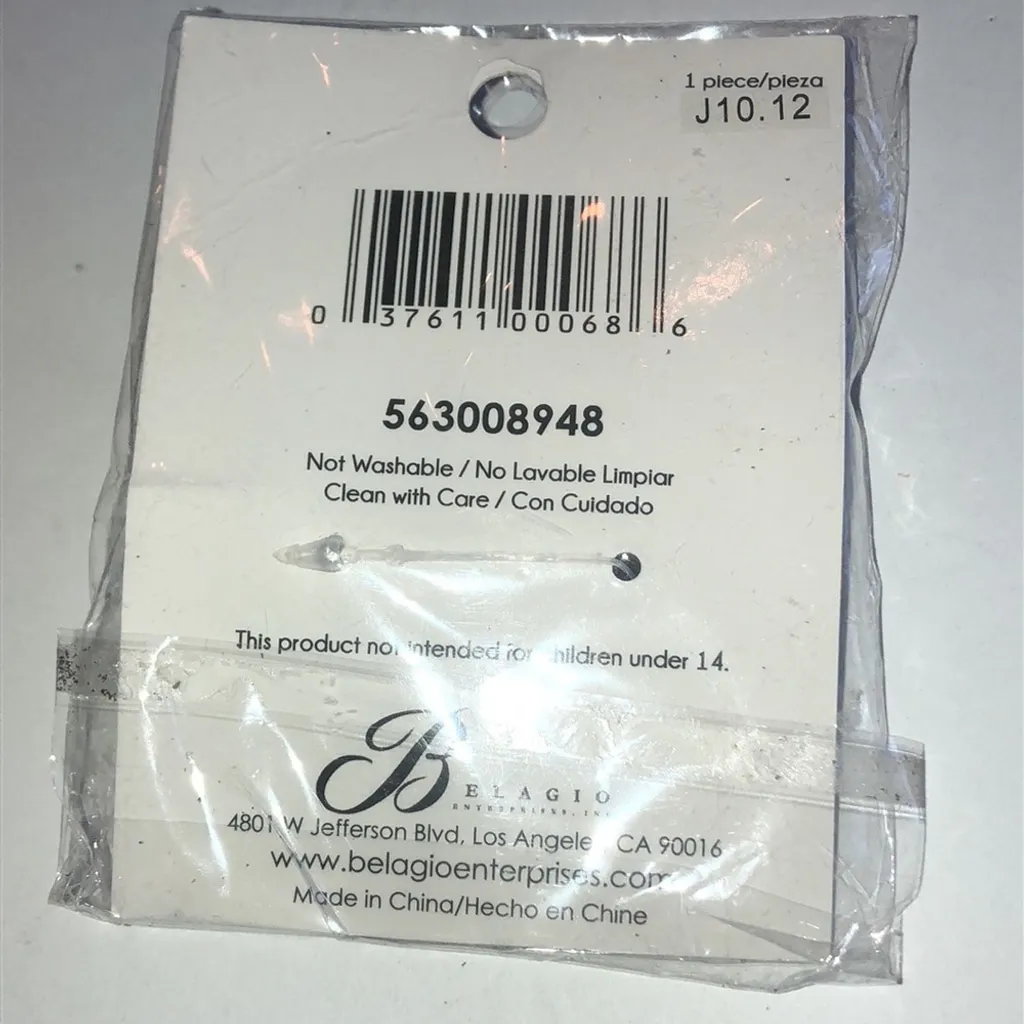 1 piece/pieza
J10.12
0 37611 00068 6
563008948
Not Washable / No Lavable Limpiar
Clean with Care / Con Cuidado
This product not intended for children under 14.
BELAGIO
ENTERPRISES, INC
4801 W Jefferson Blvd, Los Angeles, CA 90016
www.belagioenterprises.com
Made in China/Hecho en Chine